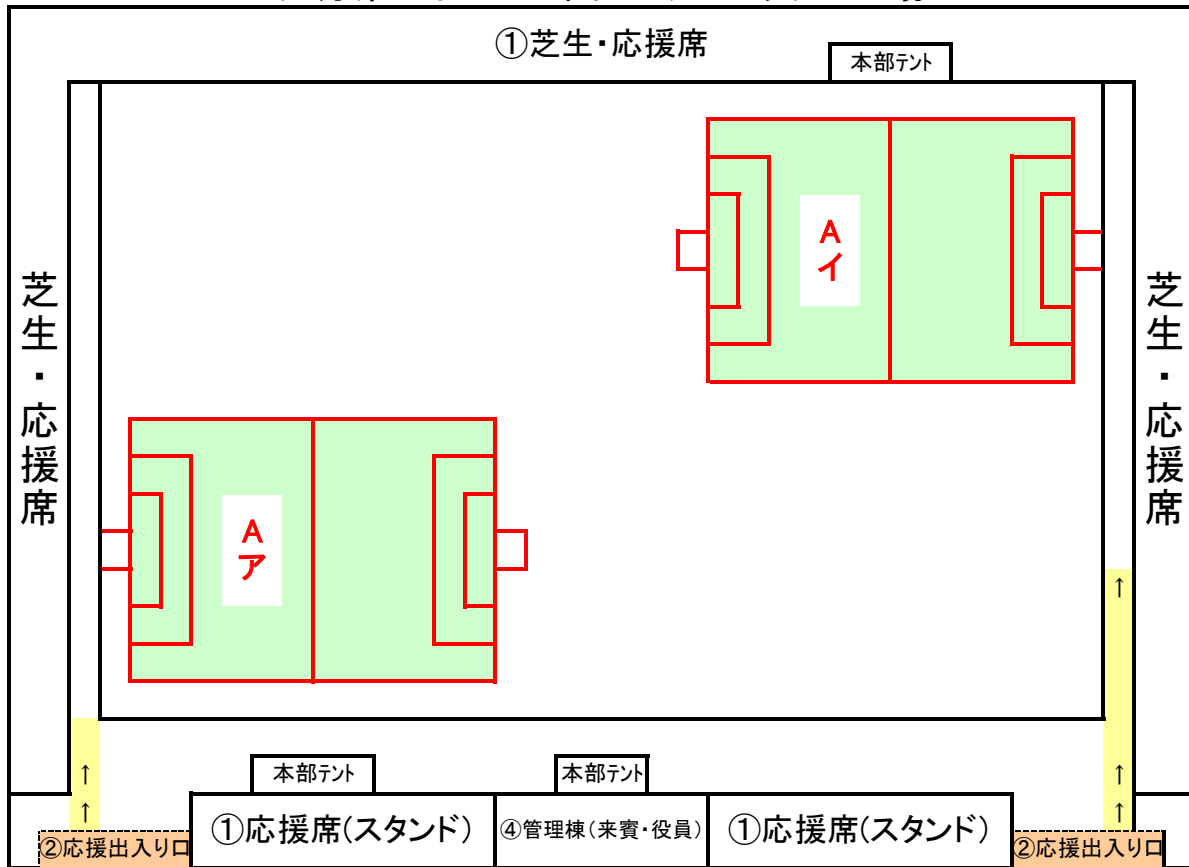 ①芝生・応援席
本部テント
A
イ
芝生・応援席
芝生・応援席
A
ア
↑
本部テント
本部テント
↑
↑
↑
↑
①応援席(スタンド)
④管理棟(来賓・役員)
①応援席(スタンド)
②応援出入り口
②応援出入り口